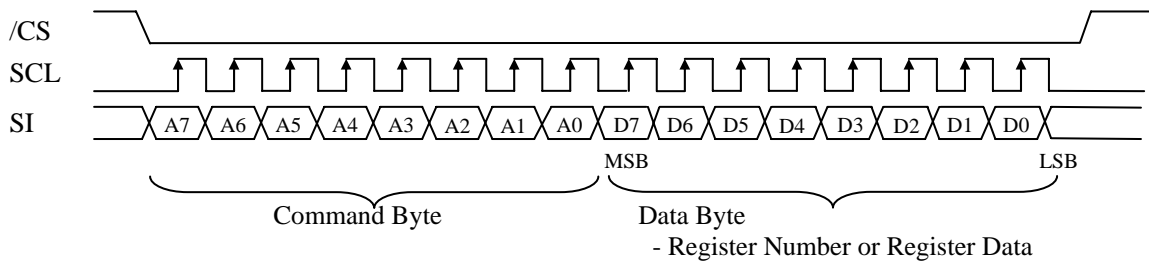 /CS
SCL
SI A7 A6 A5 A4 A3 A2 A1 A0 D7 D6 D5 D4 D3 D2 D1 D0
MSB LSB
Command Byte Data Byte
- Register Number or Register Data